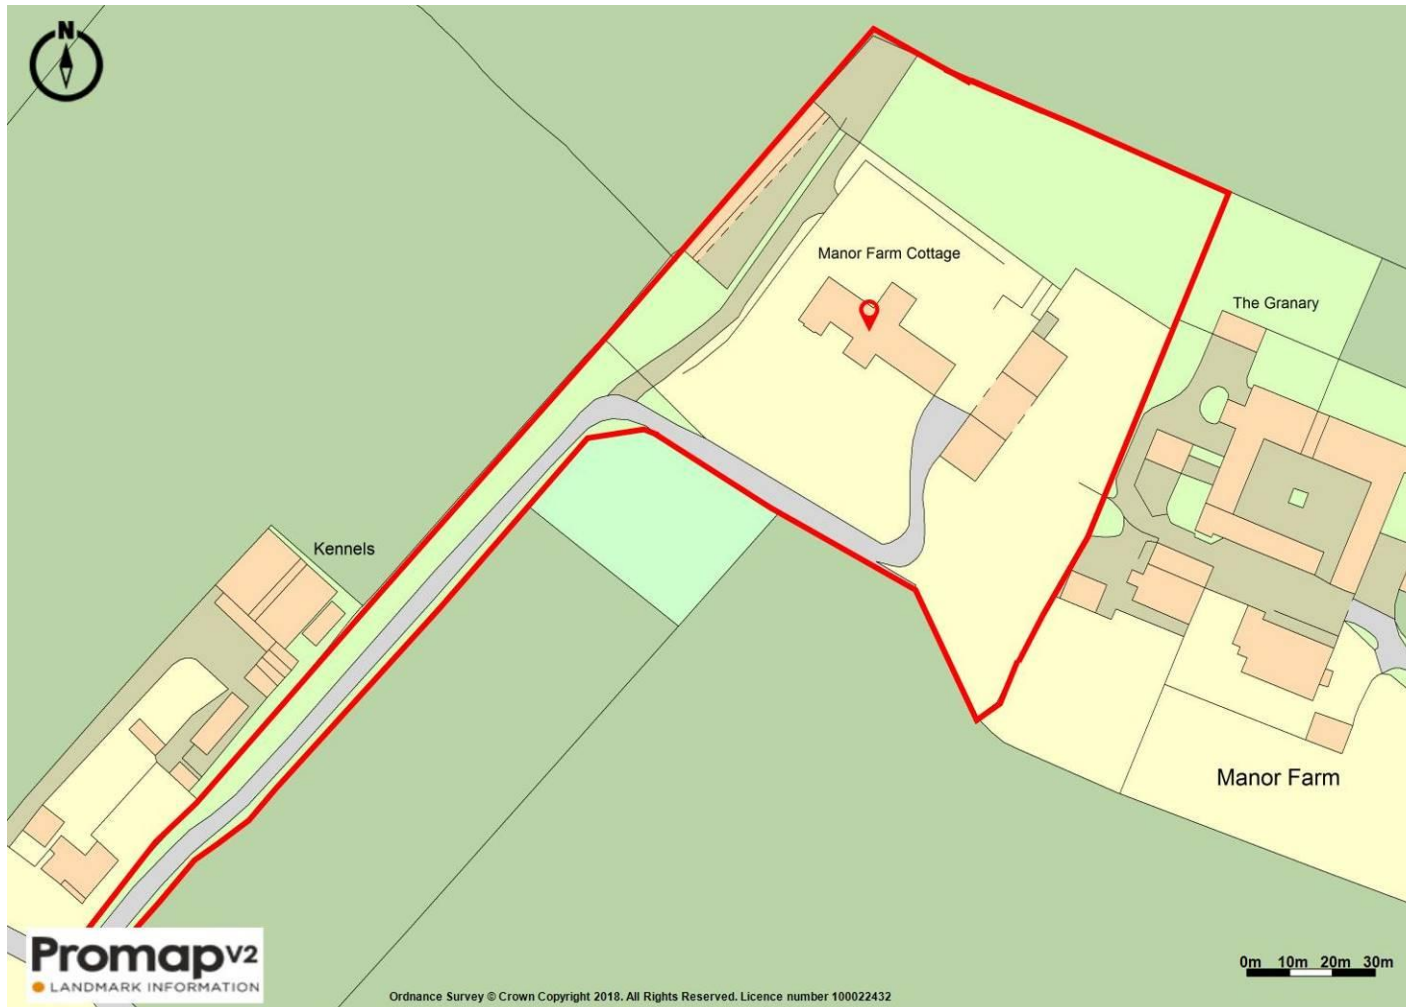 N
Manor Farm Cottage
The Granary
Kennels
Manor Farm
Promap V2
LANDMARK INFORMATION
0m 10m 20m 30m
Ordnance Survey © Crown Copyright 2018. All Rights Reserved. Licence number 100022432